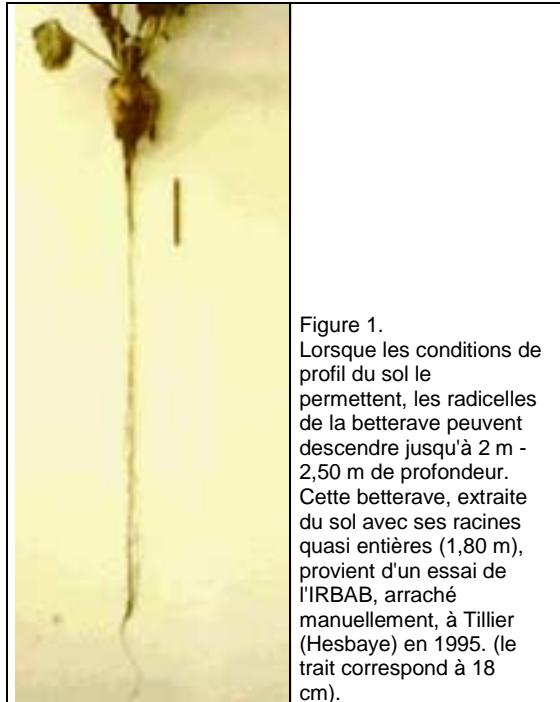 Figure 1.
Lorsque les conditions de
profil du sol le
permettent, les radicelles
de la betterave peuvent
descendre jusqu'à 2 m -
2,50 m de profondeur.
Cette betterave, extraite
du sol avec ses racines
quasi entières (1,80 m),
provient d'un essai de
l'IRBAB, arraché
manuellement, à Tillier
(Hesbaye) en 1995. (le
trait correspond à 18
cm).